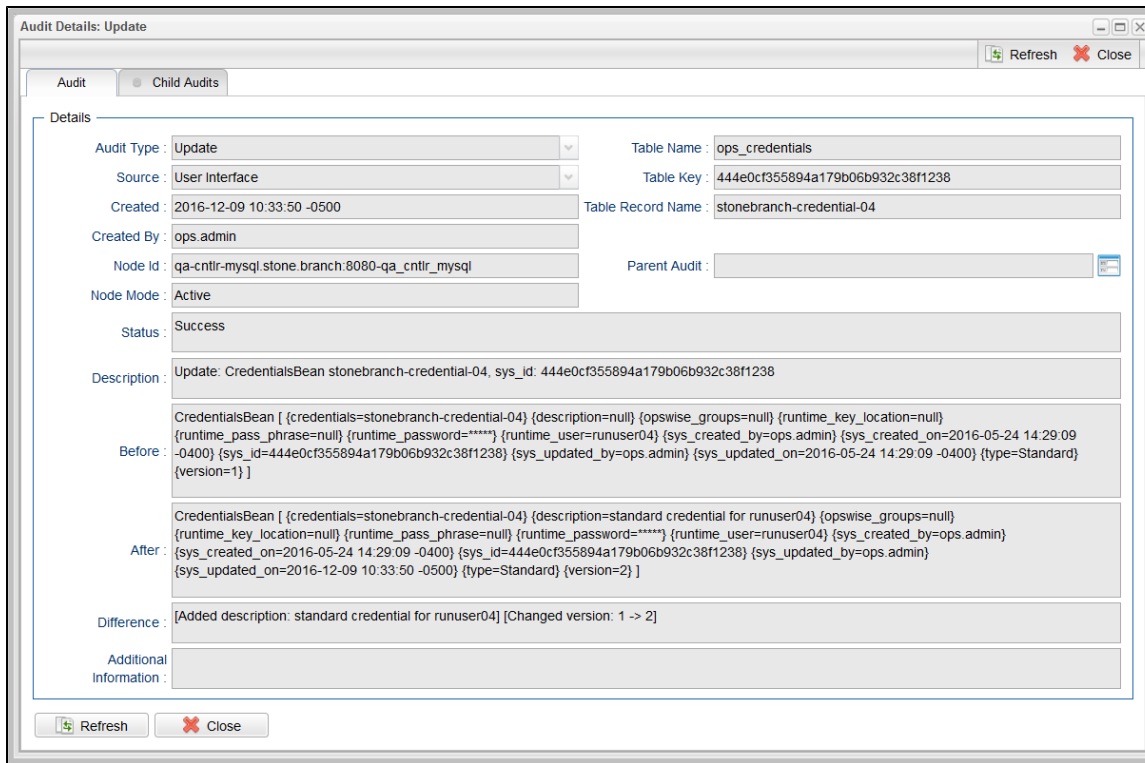 Audit Details: Update
Refresh Close
Audit Child Audits
Details
Audit Type : Update
Table Name : ops_credentials
Source : User Interface
Table Key : 444e0cf355894a179b06b932c38f1238
Created : 2016-12-09 10:33:50 -0500
Table Record Name : stonebranch-credential-04
Created By : ops.admin
Node Id : qa-cntlr-mysql.stone.branch:8080-qa_cntlr_mysql
Parent Audit :
Node Mode : Active
Status : Success
Description : Update: CredentialsBean stonebranch-credential-04, sys_id: 444e0cf355894a179b06b932c38f1238
Before :
CredentialsBean [ {credentials=stonebranch-credential-04} {description=null} {opswise_groups=null} {runtime_key_location=null}
{runtime_pass_phrase=null} {runtime_password=*****} {runtime_user=runuser04} {sys_created_by=ops.admin} {sys_created_on=2016-05-24 14:29:09
-0400} {sys_id=444e0cf355894a179b06b932c38f1238} {sys_updated_by=ops.admin} {sys_updated_on=2016-05-24 14:29:09 -0400} {type=Standard}
{version=1} ]
After :
CredentialsBean [ {credentials=stonebranch-credential-04} {description=standard credential for runuser04} {opswise_groups=null}
{runtime_key_location=null} {runtime_pass_phrase=null} {runtime_password=*****} {runtime_user=runuser04} {sys_created_by=ops.admin}
{sys_created_on=2016-05-24 14:29:09 -0400} {sys_id=444e0cf355894a179b06b932c38f1238} {sys_updated_by=ops.admin}
{sys_updated_on=2016-12-09 10:33:50 -0500} {type=Standard} {version=2} ]
Difference : [Added description: standard credential for runuser04] [Changed version: 1 -> 2]
Additional
Information :
Refresh Close